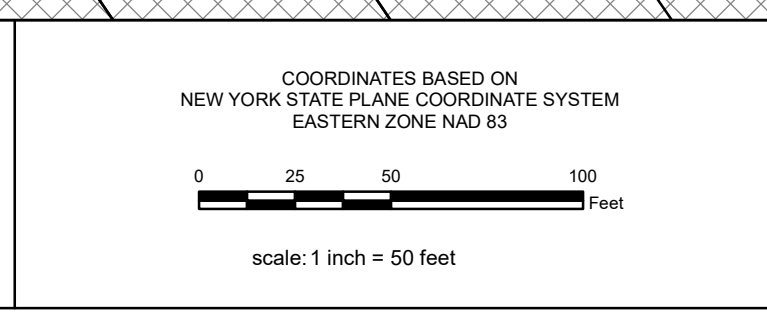 COORDINATES BASED ON
NEW YORK STATE PLANE COORDINATE SYSTEM
EASTERN ZONE NAD 83
0 25 50 100
Feet
scale: 1 inch = 50 feet